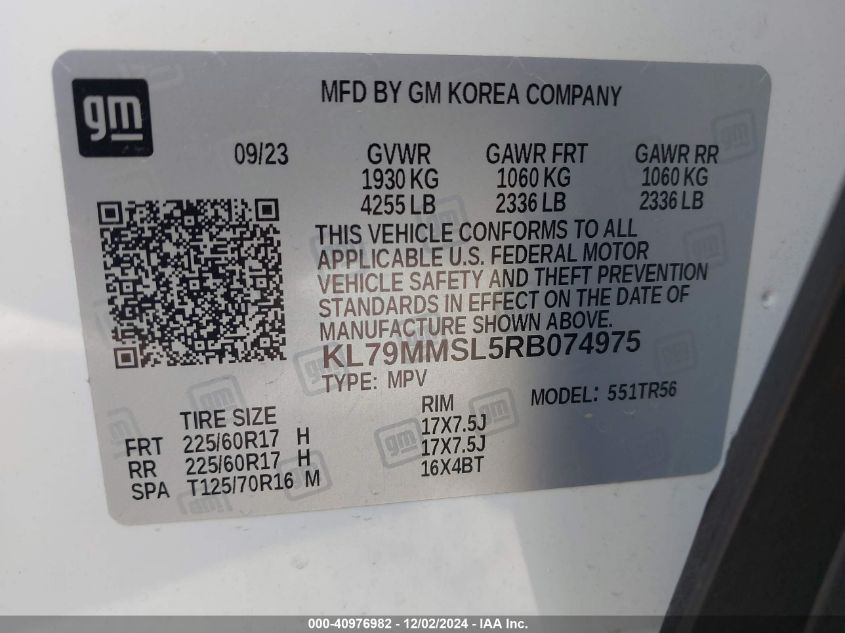 gm
MFD BY GM KOREA COMPANY
09/23 GVWR GAWR FRT GAWR RR
1930 KG 1060 KG 1060 KG
4255 LB 2336 LB 2336 LB
THIS VEHICLE CONFORMS TO ALL
APPLICABLE U.S. FEDERAL MOTOR
VEHICLE SAFETY AND THEFT PREVENTION
STANDARDS IN EFFECT ON THE DATE OF
MANUFACTURE SHOWN ABOVE.
KL79MMSL5RB074975
TYPE: MPV MODEL: 551TR56
TIRE SIZE RIM
FRT 225/60R17 H 17X7.5J
RR 225/60R17 H 17X7.5J
SPA T125/70R16 M 16X4BT
000-40976982 - 12/02/2024 - IAA Inc.